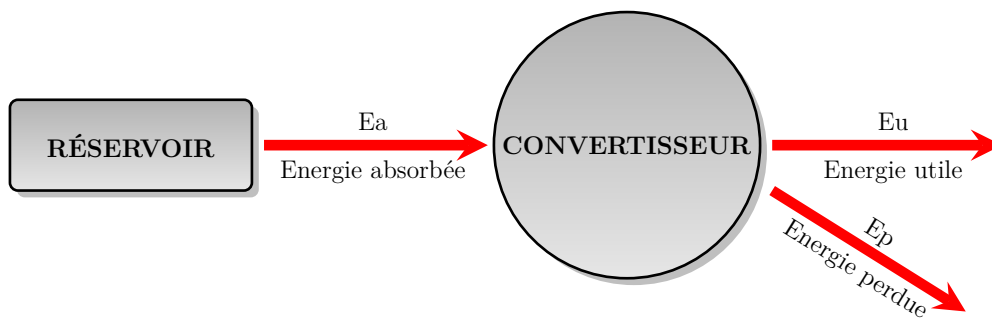 RÉSERVOIR
Ea
Energie absorbée
CONVERTISSEUR
Eu
Energie utile
Ep
Energie perdue